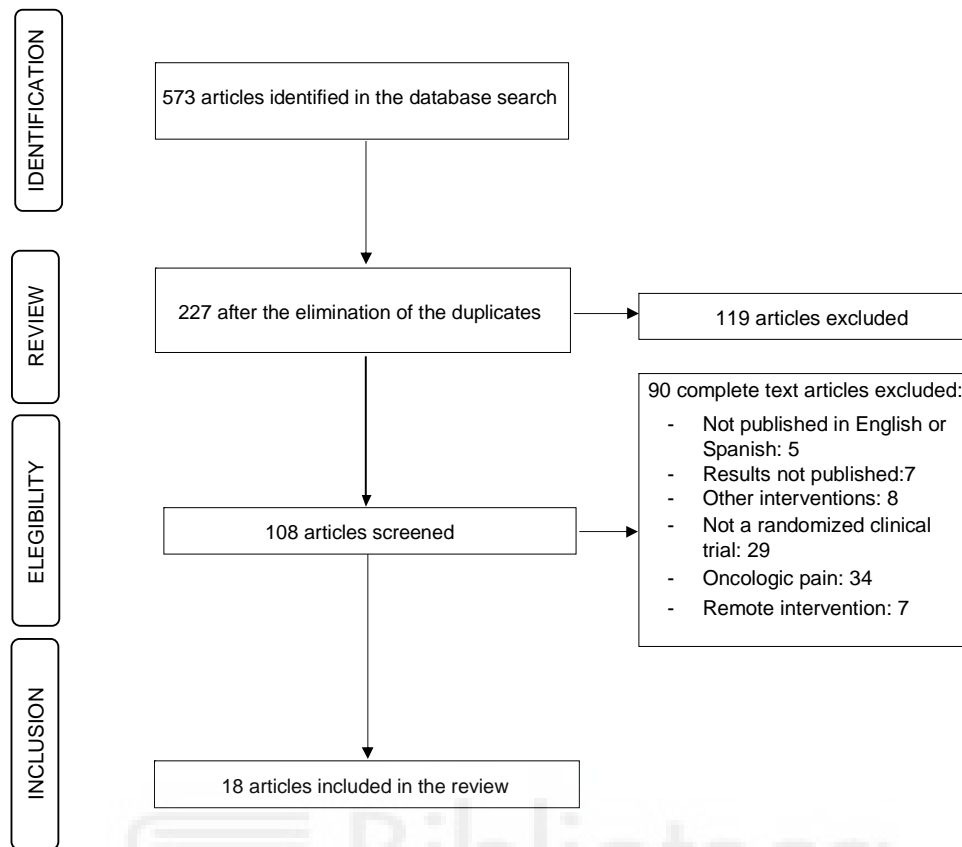 IDENTIFICATION
573 articles identified in the database search
REVIEW
227 after the elimination of the duplicates
119 articles excluded
ELEGIBILITY
108 articles screened
90 complete text articles excluded:
- Not published in English or
Spanish: 5
- Results not published:7
- Other interventions: 8
- Not a randomized clinical
trial: 29
- Oncologic pain: 34
- Remote intervention: 7
INCLUSION
18 articles included in the review